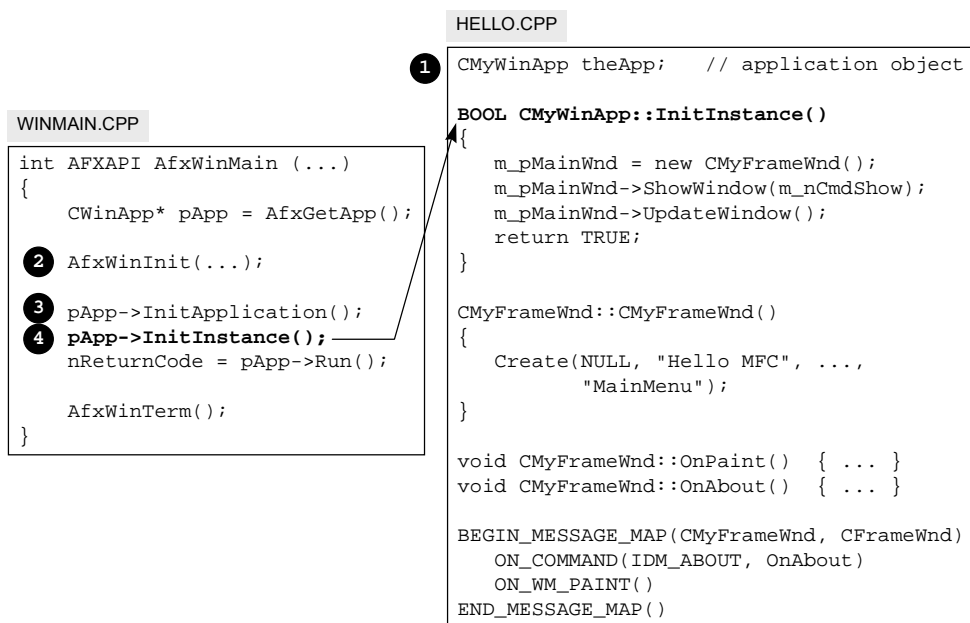 WINMAIN.CPP
int AFXAPI AfxWinMain (...)
{
CWinApp* pApp = AfxGetApp();
2 AfxWinInit(...);
3 pApp->InitApplication();
4 pApp->InitInstance();
nReturnCode = pApp->Run();
AfxWinTerm();
}
HELLO.CPP
1 CMyWinApp theApp;   // application object
BOOL CMyWinApp::InitInstance()
{
m_pMainWnd = new CMyFrameWnd();
m_pMainWnd->ShowWindow(m_nCmdShow);
m_pMainWnd->UpdateWindow();
return TRUE;
}
CMyFrameWnd::CMyFrameWnd()
{
Create(NULL, "Hello MFC", ...,
"MainMenu");
}
void CMyFrameWnd::OnPaint()  { ... }
void CMyFrameWnd::OnAbout()  { ... }
BEGIN_MESSAGE_MAP(CMyFrameWnd, CFrameWnd)
ON_COMMAND(IDM_ABOUT, OnAbout)
ON_WM_PAINT()
END_MESSAGE_MAP()